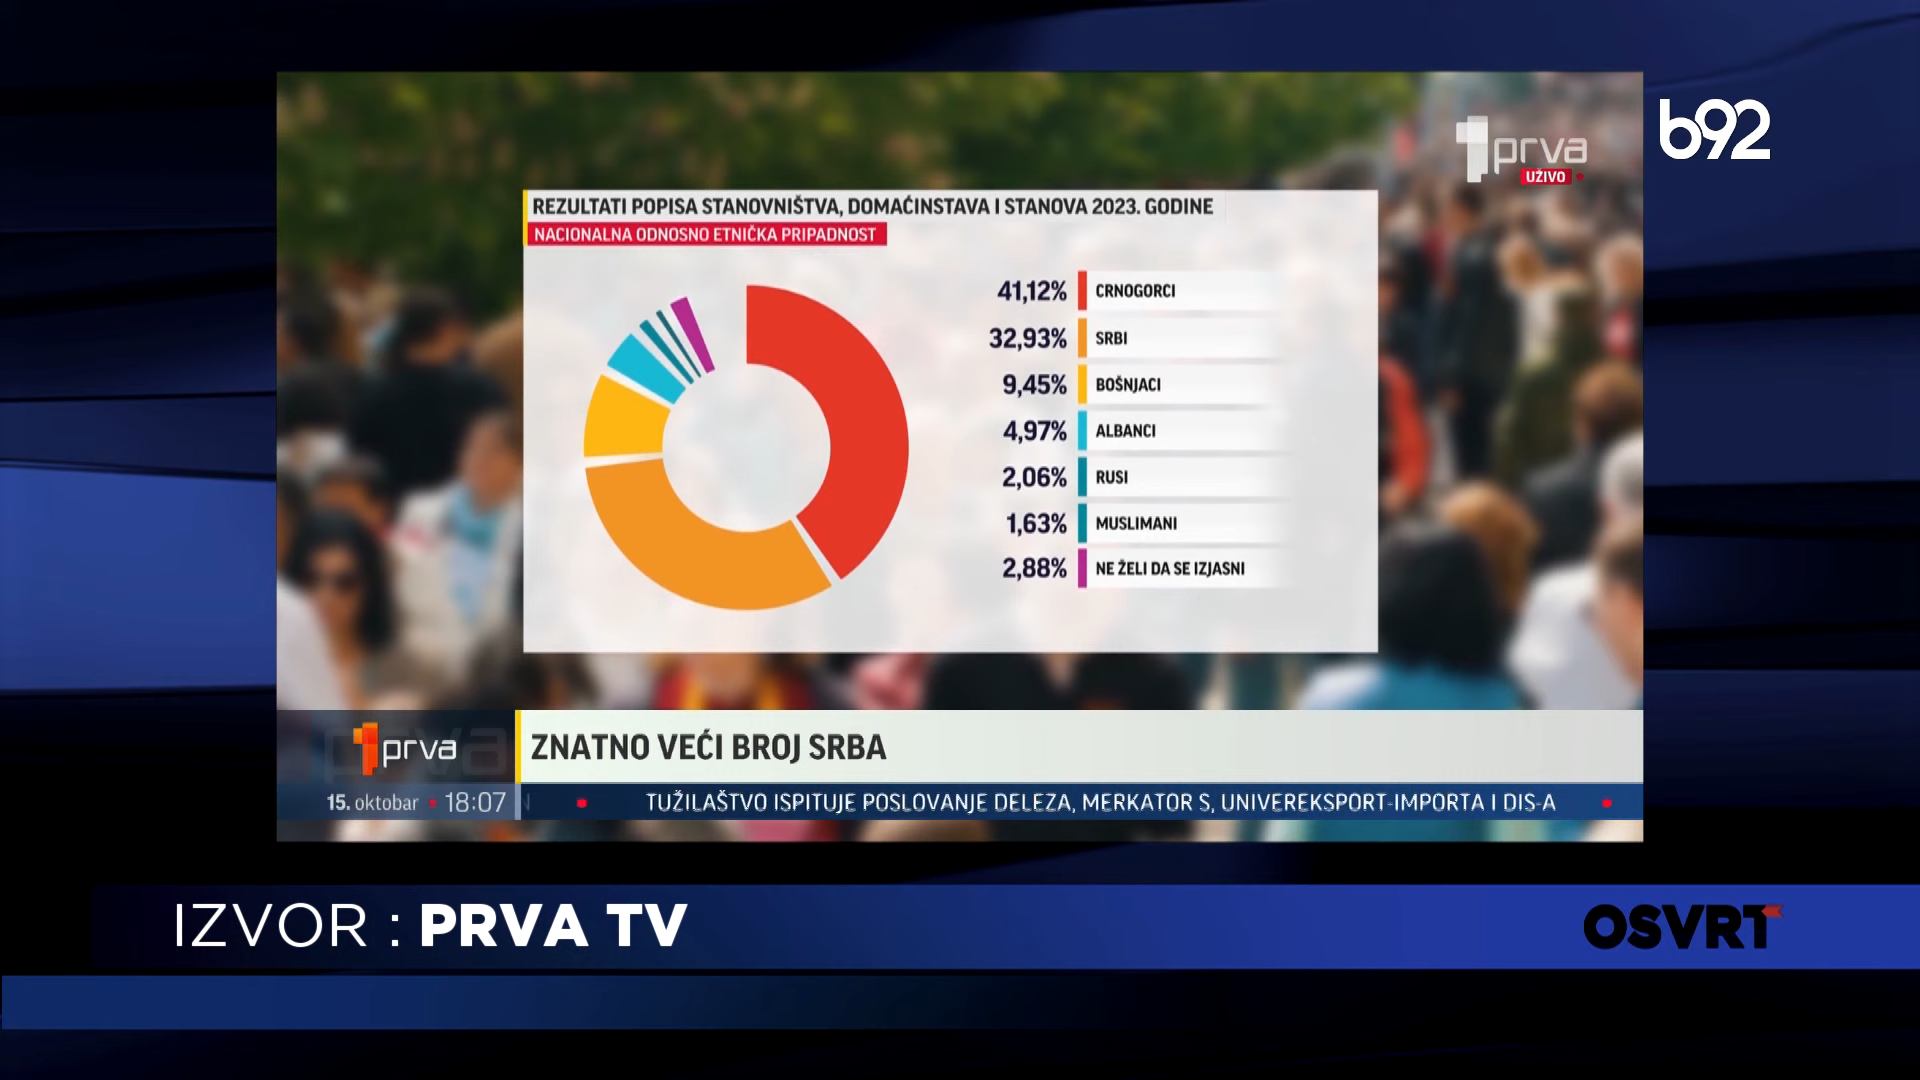 b92
prva
UŽIVO
REZULTATI POPISA STANOVNIŠTVA, DOMAĆINSTAVA I STANOVA 2023. GODINE
NACIONALNA ODNOSNO ETNIČKA PRIPADNOST
41,12% CRNOGORCI
32,93% SRBI
9,45% BOŠNJACI
4,97% ALBANCI
2,06% RUSI
1,63% MUSLIMANI
2,88% NE ŽELI DA SE IZJASNI
prva
ZNATNO VEĆI BROJ SRBA
15. oktobar • 18:07
TUŽILAŠTVO ISPITUJE POSLOVANJE DELEZA, MERKATOR S, UNIVEREKSPORT-IMPORTA I DIS-A
IZVOR : PRVA TV
OSVRT